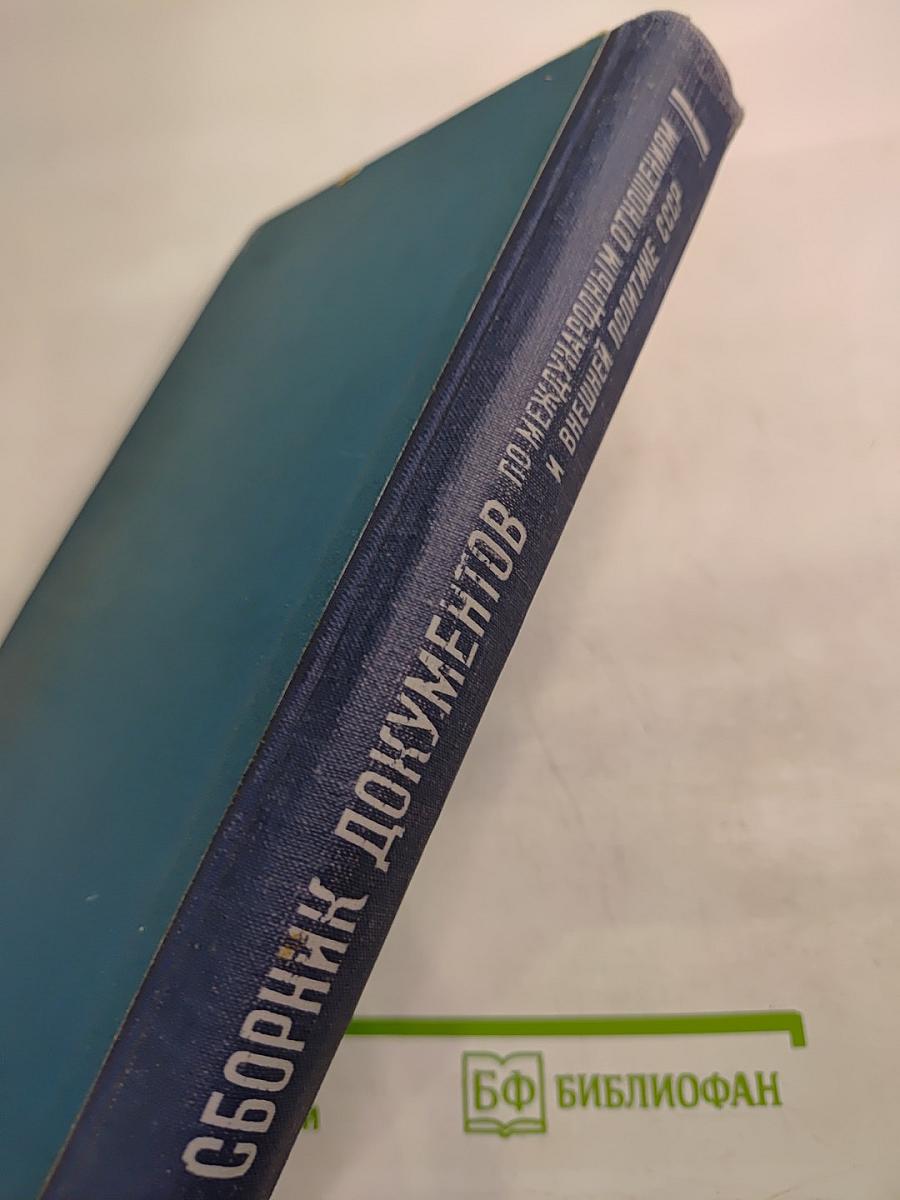 СБОРНИК ДОКУМЕНТОВ
ПО МЕЖДУНАРОДНЫМ ОТНОШЕНИЯМ
И ВНЕШНЕЙ ПОЛИТИКЕ СССР
БФ БИБЛИОФАН